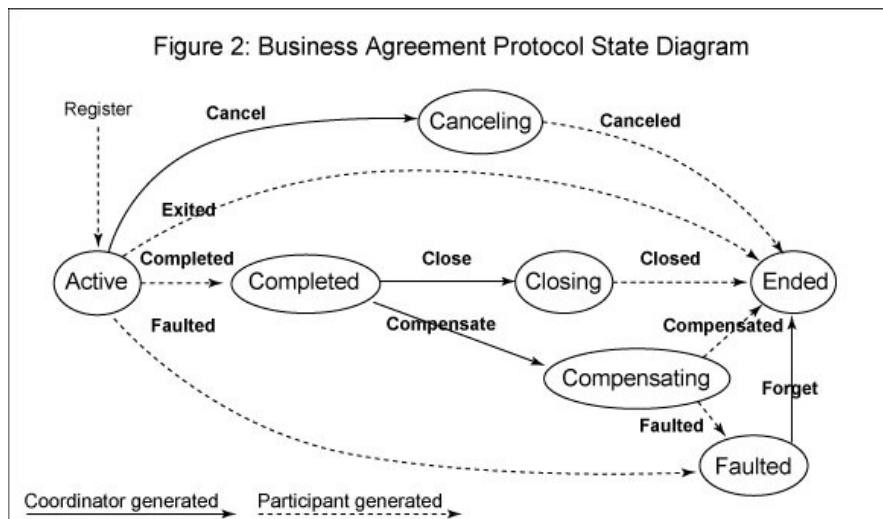 Figure 2: Business Agreement Protocol State Diagram
Register
Cancel
Canceling
Canceled
Exited
Active
Completed
Completed
Close
Closing
Closed
Ended
Faulted
Compensate
Compensated
Compensating
Forget
Faulted
Faulted
Coordinator generated
Participant generated